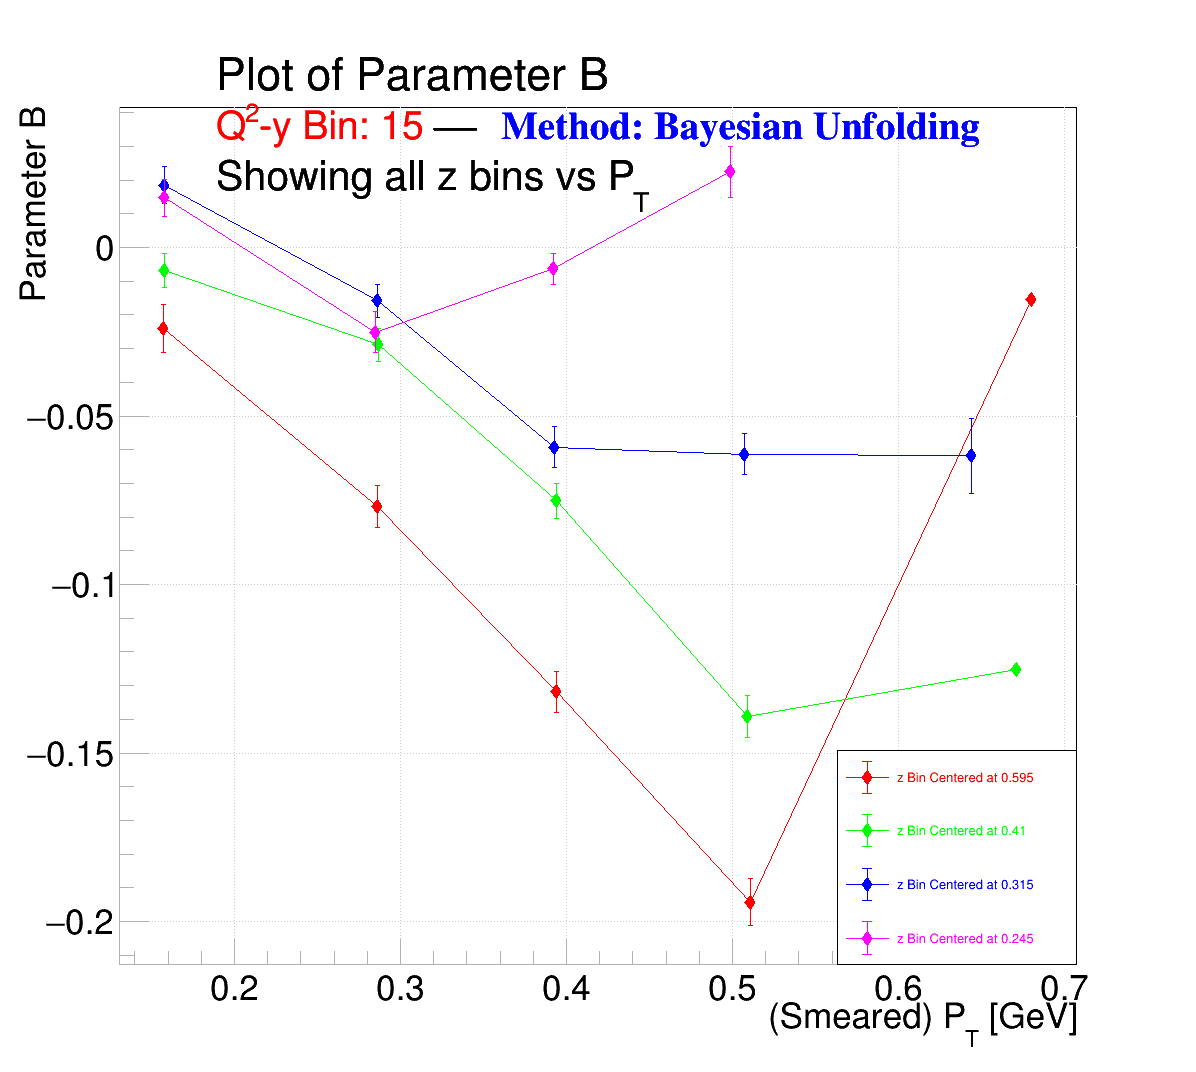 Plot of Parameter B
Q²-y Bin: 15 — Method: Bayesian Unfolding
Showing all z bins vs P_T
Parameter B
0
−0.05
−0.1
−0.15
−0.2
z Bin Centered at 0.595
z Bin Centered at 0.41
z Bin Centered at 0.315
z Bin Centered at 0.245
0.2 0.3 0.4 0.5 0.6 0.7
(Smeared) P_T [GeV]